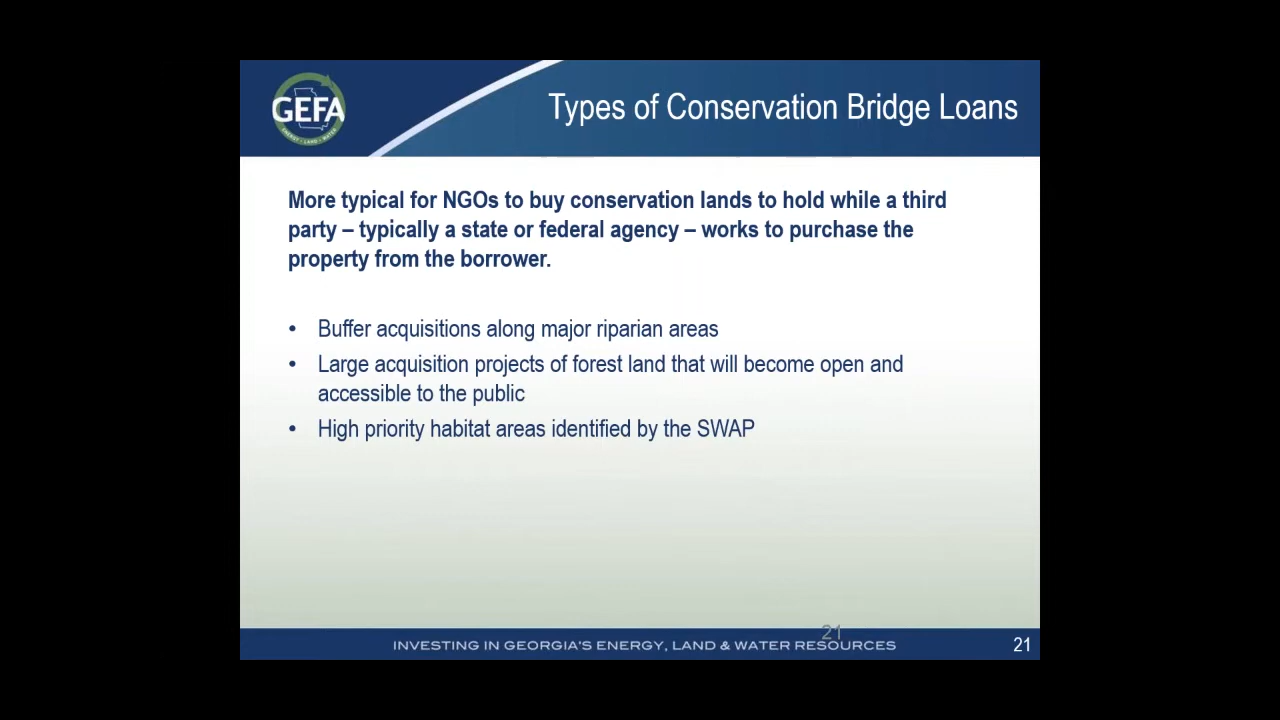 GEFA
ENERGY • LAND • WATER
Types of Conservation Bridge Loans
More typical for NGOs to buy conservation lands to hold while a third
party – typically a state or federal agency – works to purchase the
property from the borrower.
• Buffer acquisitions along major riparian areas
• Large acquisition projects of forest land that will become open and
accessible to the public
• High priority habitat areas identified by the SWAP
21
INVESTING IN GEORGIA'S ENERGY, LAND & WATER RESOURCES
21